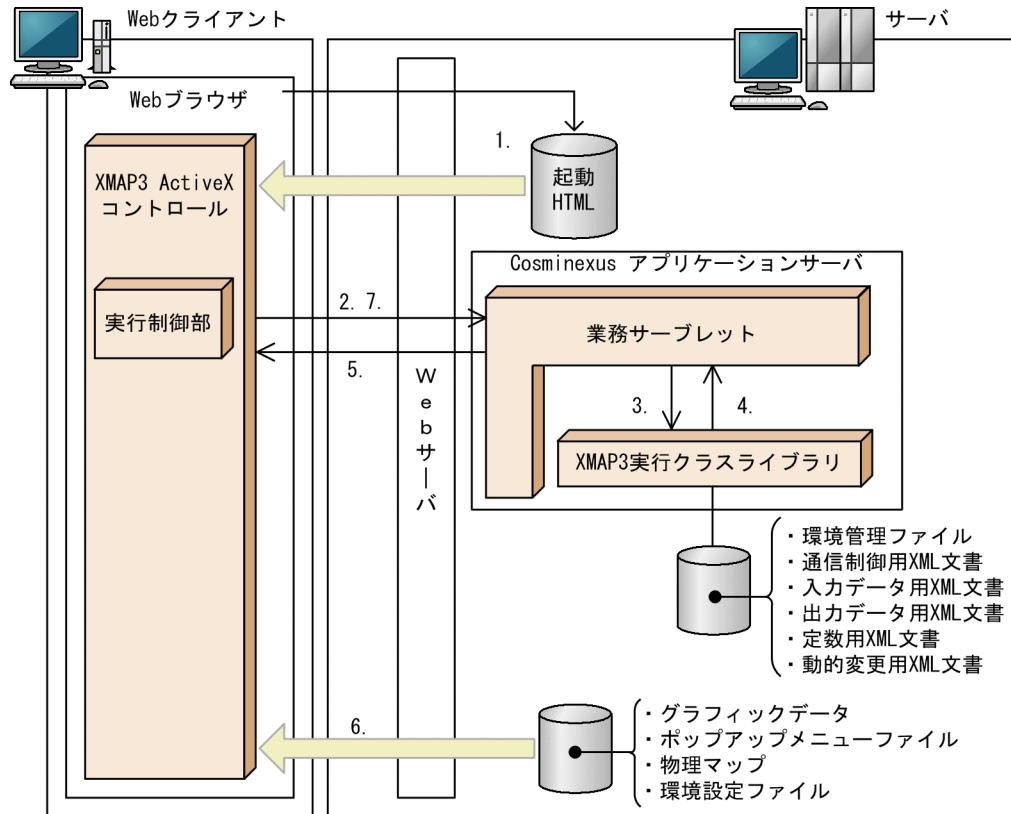 Webクライアント
サーバ
Webブラウザ
1.
起動
HTML
XMAP3 ActiveX
コントロール
Cosminexus アプリケーションサーバ
実行制御部
2. 7.
業務サーブレット
5.
Webサーバ
3.
4.
XMAP3実行クラスライブラリ
・環境管理ファイル
・通信制御用XML文書
・入力データ用XML文書
・出力データ用XML文書
・定数用XML文書
・動的変更用XML文書
6.
・グラフィックデータ
・ポップアップメニューファイル
・物理マップ
・環境設定ファイル